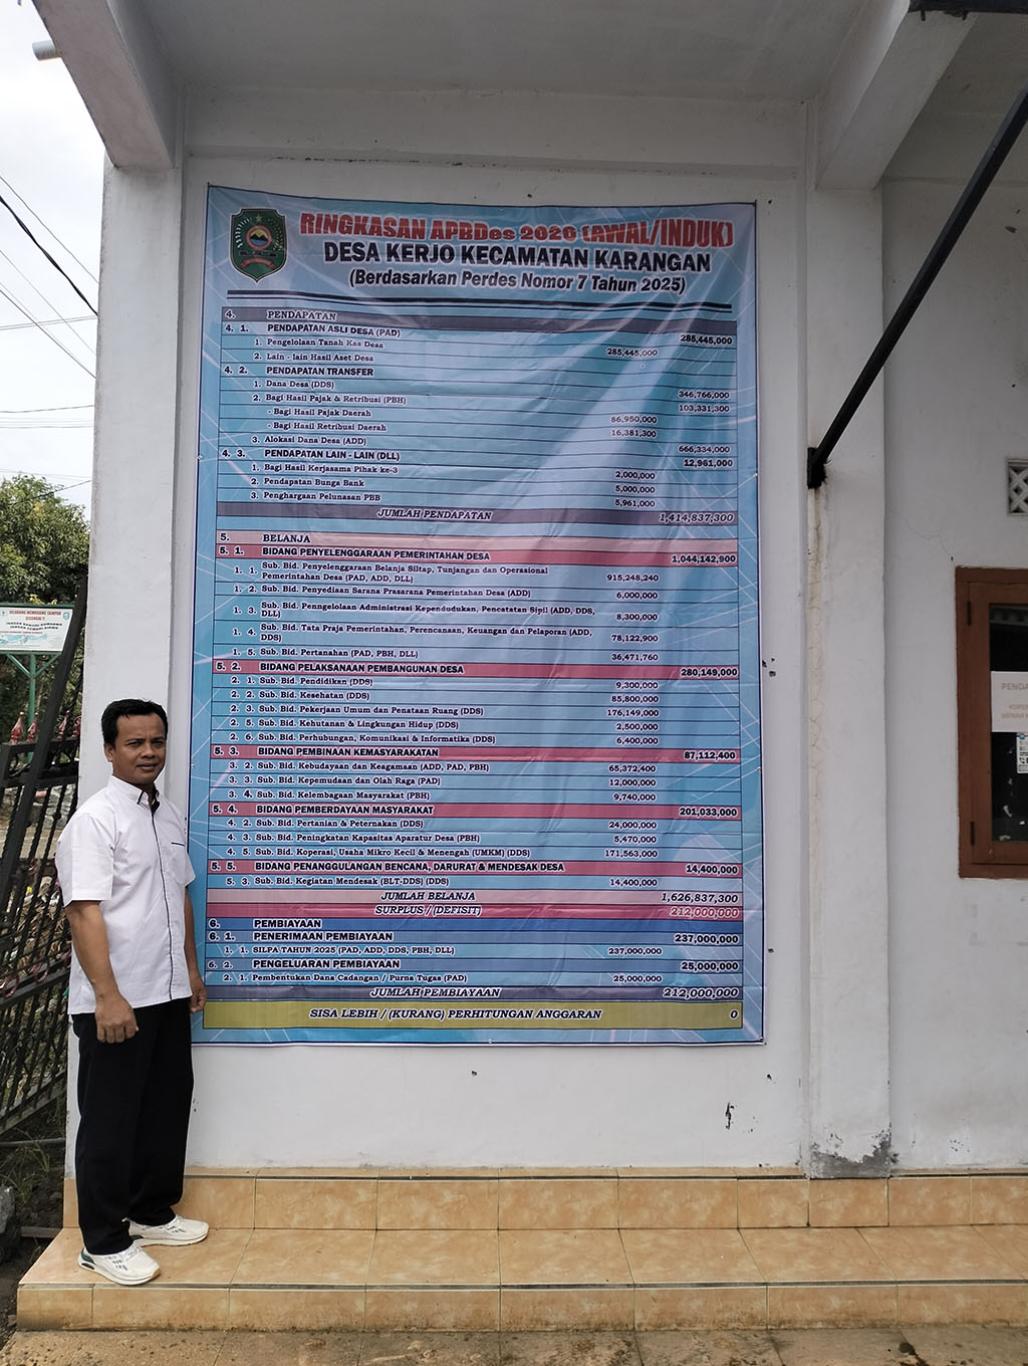 RINGKASAN APBDes 2026 (AWAL/INDUK)
DESA KERJO KECAMATAN KARANGAN
(Berdasarkan Perdes Nomor 7 Tahun 2025)
4. PENDAPATAN
4. 1. PENDAPATAN ASLI DESA (PAD) 285,445,000
1. Pengelolaan Tanah Kas Desa 285,445,000
2. Lain - lain Hasil Aset Desa
4. 2. PENDAPATAN TRANSFER
1. Dana Desa (DDS) 346,766,000
2. Bagi Hasil Pajak & Retribusi (PBH) 103,331,300
- Bagi Hasil Pajak Daerah 86,950,000
- Bagi Hasil Retribusi Daerah 16,381,300
3. Alokasi Dana Desa (ADD) 666,334,000
4. 3. PENDAPATAN LAIN - LAIN (DLL) 12,961,000
1. Bagi Hasil Kerjasama Pihak ke-3 2,000,000
2. Pendapatan Bunga Bank 5,000,000
3. Penghargaan Pelunasan PBB 5,961,000
JUMLAH PENDAPATAN 1,414,837,300
5. BELANJA
5. 1. BIDANG PENYELENGGARAAN PEMERINTAHAN DESA 1,044,142,900
1. 1. Sub. Bid. Penyelenggaraan Belanja Siltap, Tunjangan dan Operasional
Pemerintahan Desa (PAD, ADD, DLL) 915,248,240
1. 2. Sub. Bid. Penyediaan Sarana Prasarana Pemerintahan Desa (ADD) 6,000,000
1. 3. Sub. Bid. Penngelolaan Administrasi Kependudukan, Pencatatan Sipil (ADD, DDS,
DLL) 8,300,000
1. 4. Sub. Bid. Tata Praja Pemerintahan, Perencanaan, Keuangan dan Pelaporan (ADD,
DDS) 78,122,900
1. 5. Sub. Bid. Pertanahan (PAD, PBH, DLL) 36,471,760
5. 2. BIDANG PELAKSANAAN PEMBANGUNAN DESA 280,149,000
2. 1. Sub. Bid. Pendidikan (DDS) 9,300,000
2. 2. Sub. Bid. Kesehatan (DDS) 85,800,000
2. 3. Sub. Bid. Pekerjaan Umum dan Penataan Ruang (DDS) 176,149,000
2. 5. Sub. Bid. Kehutanan & Lingkungan Hidup (DDS) 2,500,000
2. 6. Sub. Bid. Perhubungan, Komunikasi & Informatika (DDS) 6,400,000
5. 3. BIDANG PEMBINAAN KEMASYARAKATAN 87,112,400
3. 2. Sub. Bid. Kebudayaan dan Keagamaan (ADD, PAD, PBH) 65,372,400
3. 3. Sub. Bid. Kepemudaan dan Olah Raga (PAD) 12,000,000
3. 4. Sub. Bid. Kelembagaan Masyarakat (PBH) 9,740,000
5. 4. BIDANG PEMBERDAYAAN MASYARAKAT 201,033,000
4. 2. Sub. Bid. Pertanian & Peternakan (DDS) 24,000,000
4. 3. Sub. Bid. Peningkatan Kapasitas Aparatur Desa (PBH) 5,470,000
4. 5. Sub. Bid. Koperasi, Usaha Mikro Kecil & Menengah (UMKM) (DDS) 171,563,000
5. 5. BIDANG PENANGGULANGAN BENCANA, DARURAT & MENDESAK DESA 14,400,000
5. 3. Sub. Bid. Kegiatan Mendesak (BLT-DDS) (DDS) 14,400,000
JUMLAH BELANJA 1,626,837,300
SURPLUS / (DEFISIT) 212,000,000
6. PEMBIAYAAN
6. 1. PENERIMAAN PEMBIAYAAN 237,000,000
1. 1. SILPA TAHUN 2025 (PAD, ADD, DDS, PBH, DLL) 237,000,000
6. 2. PENGELUARAN PEMBIAYAAN 25,000,000
2. 1. Pembentukan Dana Cadangan / Purna Tugas (PAD) 25,000,000
JUMLAH PEMBIAYAAN 212,000,000
SISA LEBIH / (KURANG) PERHITUNGAN ANGGARAN 0